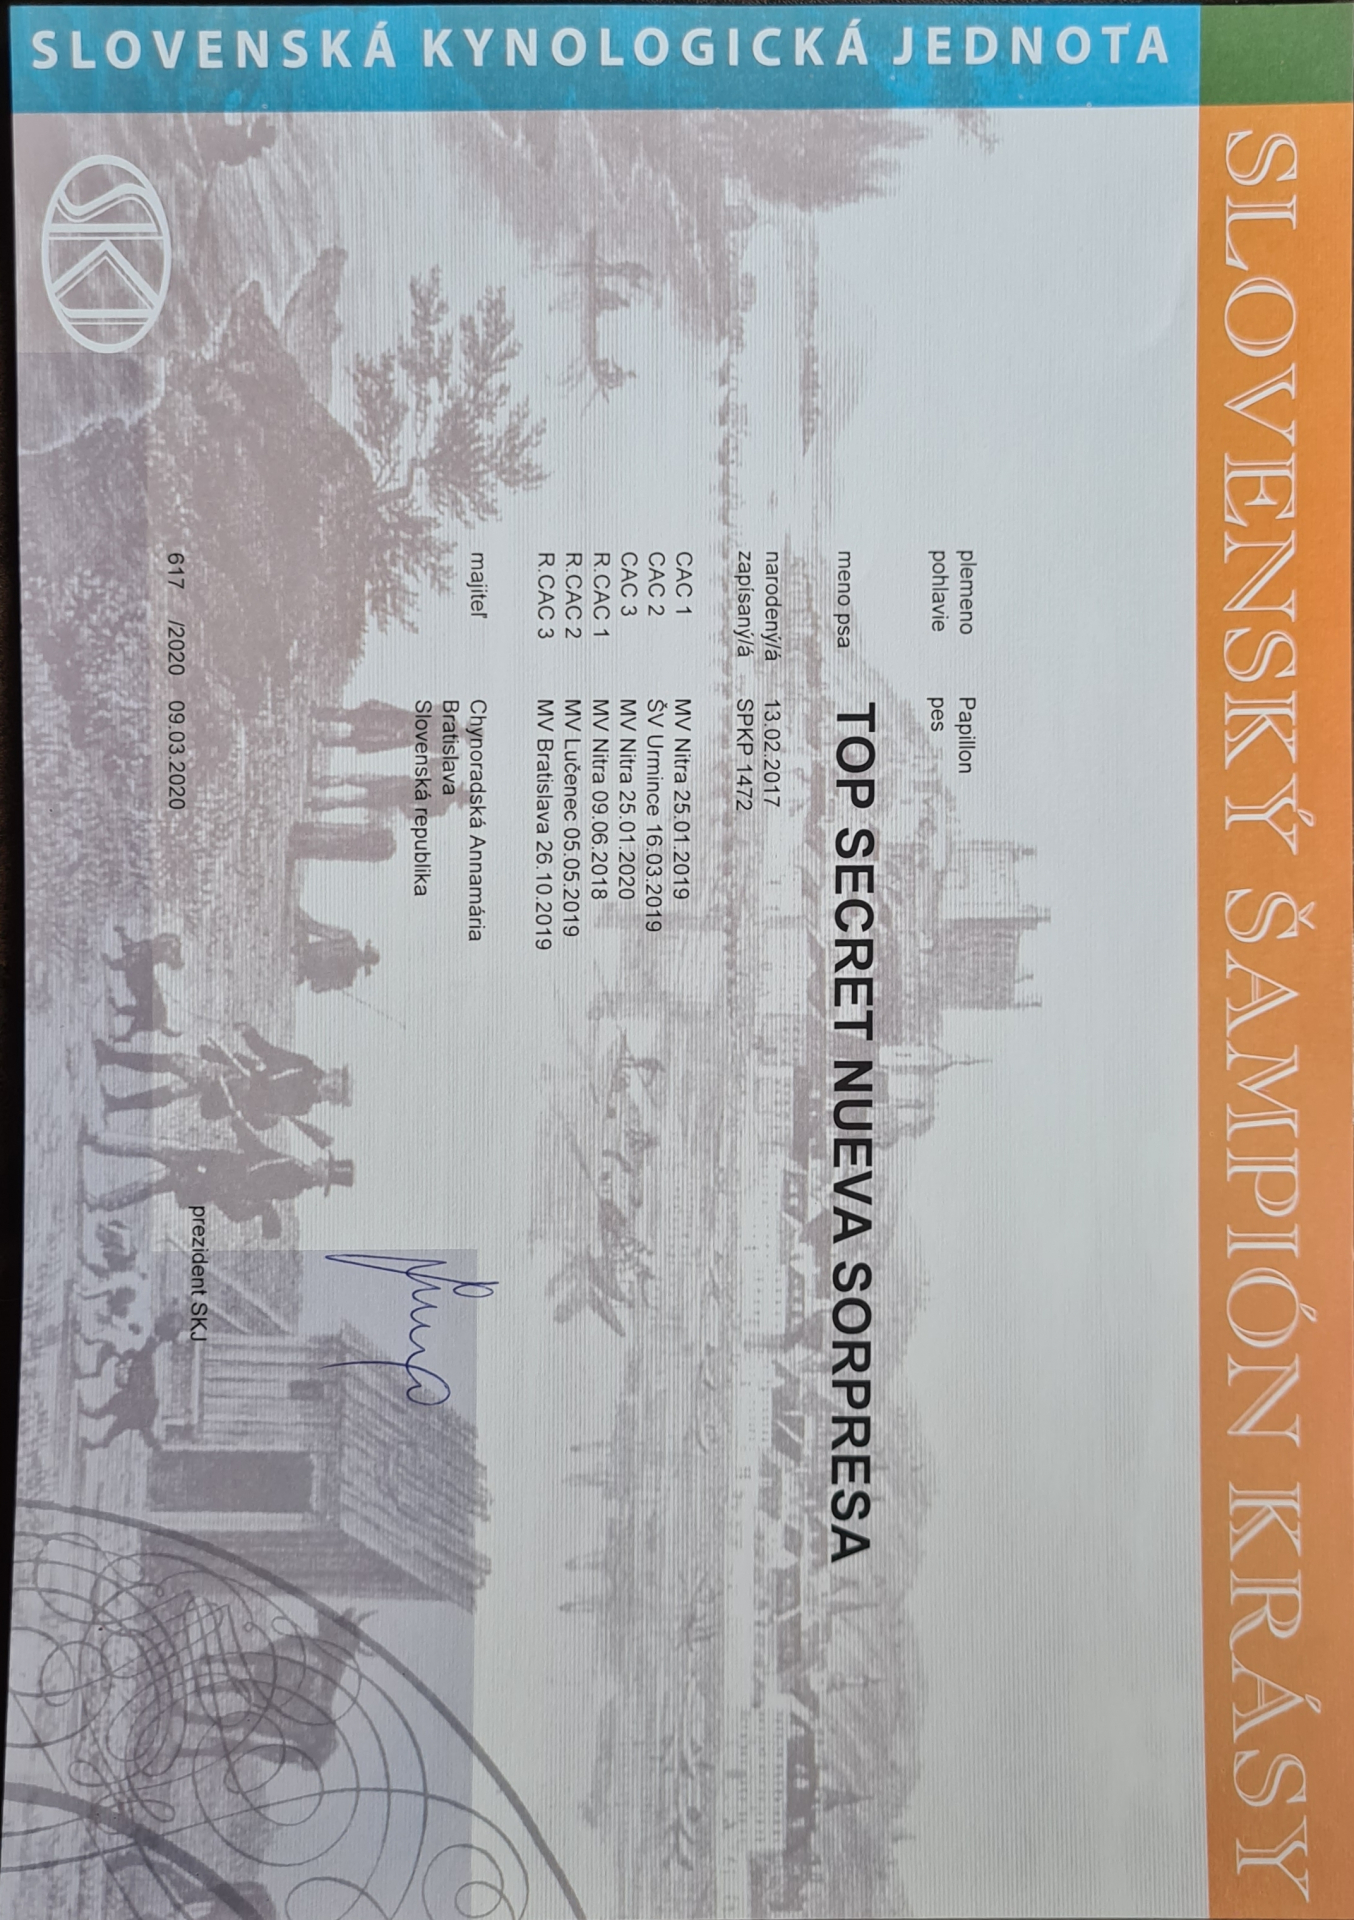 SLOVENSKÁ KYNOLOGICKÁ JEDNOTA
SLOVENSKÝ ŠAMPIÓN KRÁSY
plemeno Papillon
pohlavie pes
meno psa TOP SECRET NUEVA SORPRESA
narodený/á 13.02.2017
zapísaný/á SPKP 1472
CAC 1 MV Nitra 25.01.2019
CAC 2 ŠV Urmince 16.03.2019
CAC 3 MV Nitra 25.01.2020
R.CAC 1 MV Nitra 09.06.2018
R.CAC 2 MV Lučenec 05.05.2019
R.CAC 3 MV Bratislava 26.10.2019
majiteľ Chynoradská Annamária
Bratislava
Slovenská republika
617 /2020 09.03.2020
prezident SKJ
SKJ